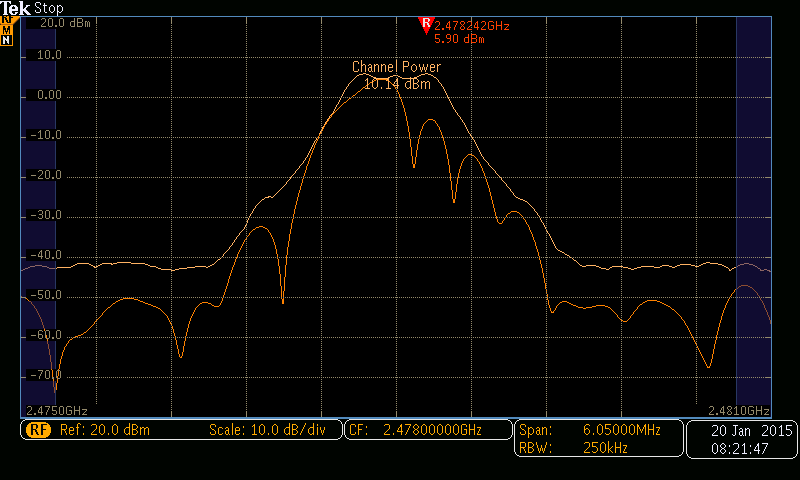 Tek Stop
R
M
N
20.0 dBm
R 2.478242GHz
5.90 dBm
10.0
Channel Power
10.14 dBm
0.00
-10.0
-20.0
-30.0
-40.0
-50.0
-60.0
-70.0
2.4750GHz
2.4810GHz
RF Ref: 20.0 dBm Scale: 10.0 dB/div CF: 2.47800000GHz Span: 6.05000MHz
RBW: 250kHz
20 Jan 2015
08:21:47